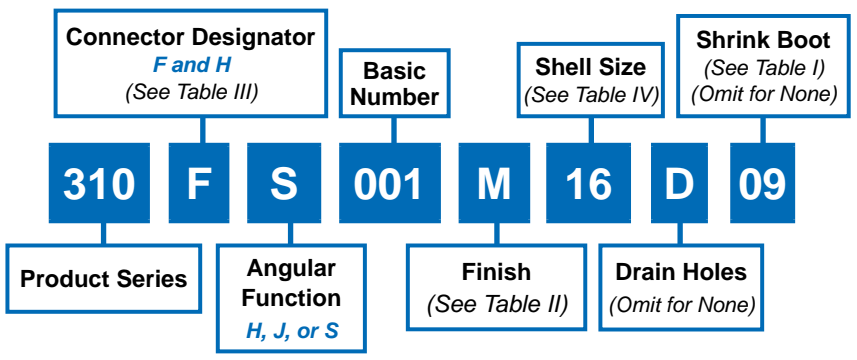 Connector Designator
F and H
(See Table III)
Basic
Number
Shell Size
(See Table IV)
Shrink Boot
(See Table I)
(Omit for None)
310 F S 001 M 16 D 09
Product Series
Angular
Function
H, J, or S
Finish
(See Table II)
Drain Holes
(Omit for None)